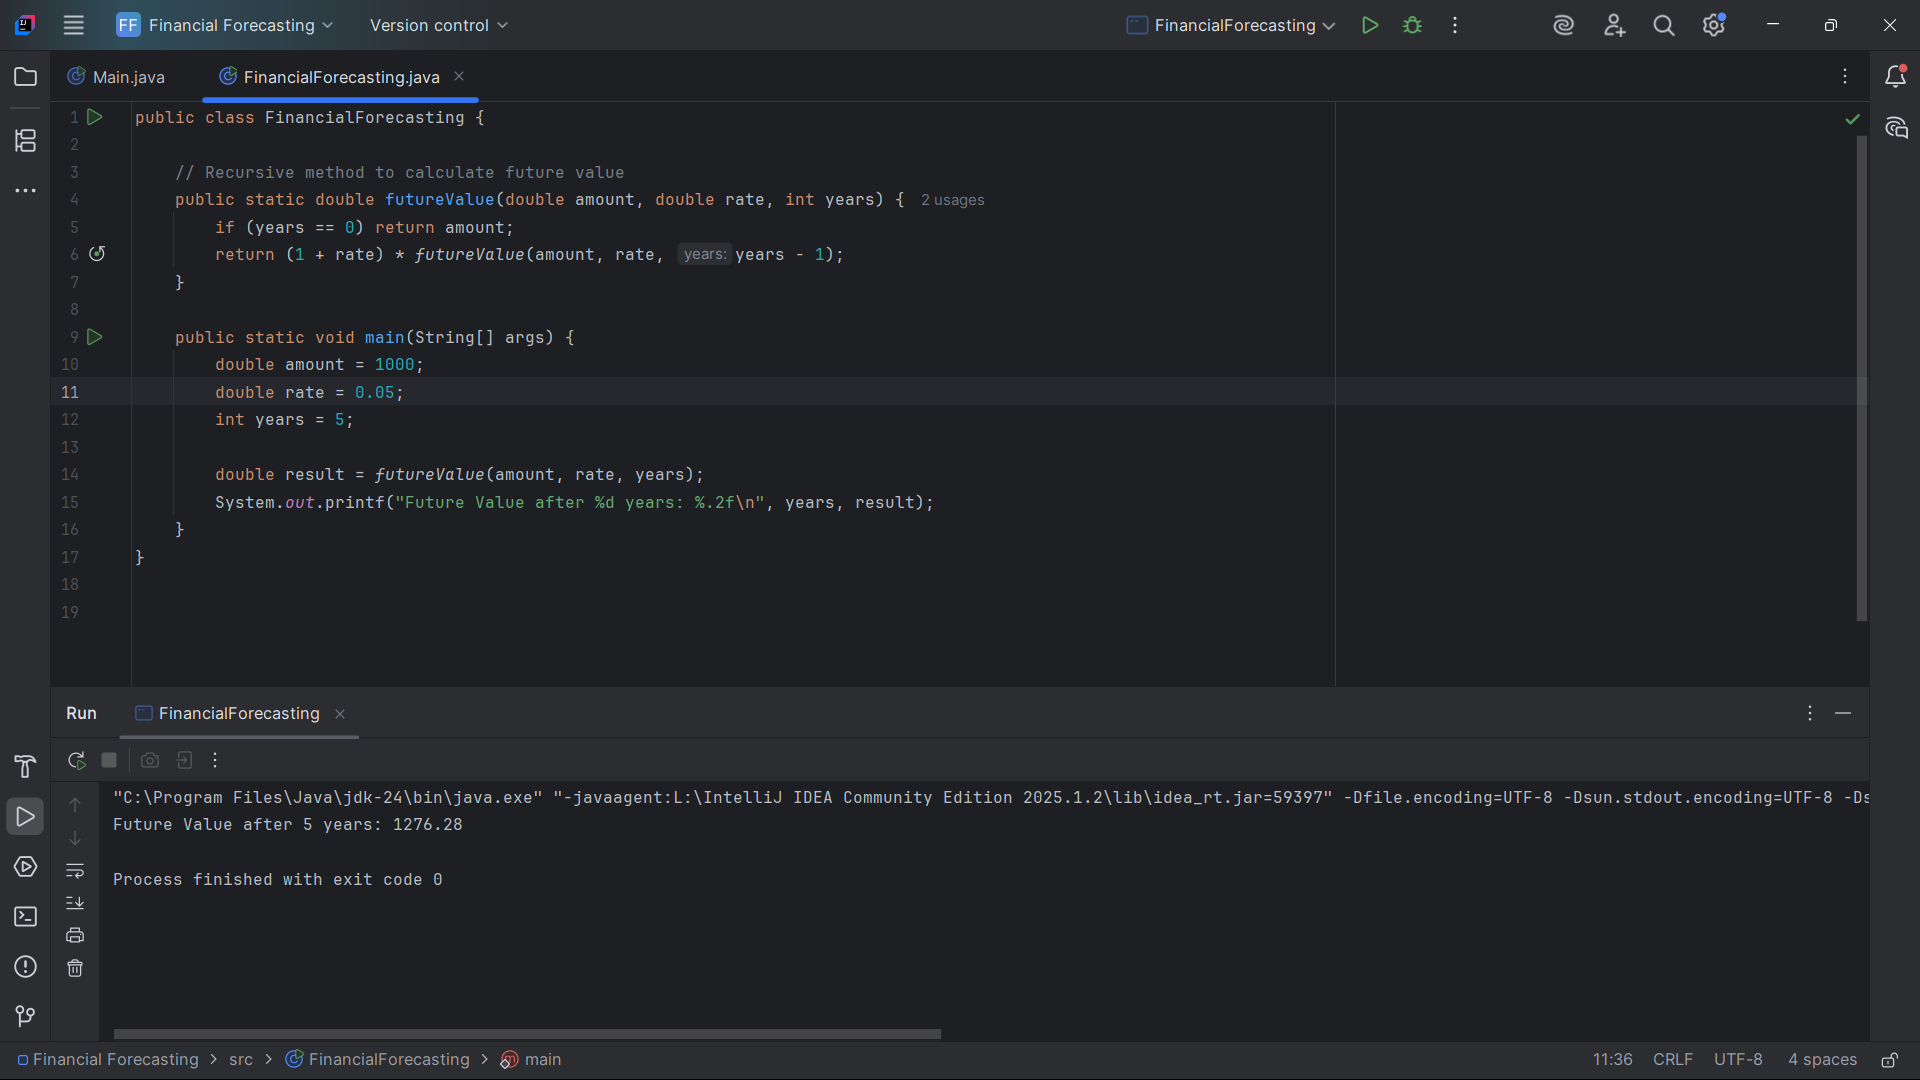 FF Financial Forecasting Version control FinancialForecasting
Main.java FinancialForecasting.java
1 public class FinancialForecasting {
2
3 // Recursive method to calculate future value
4 public static double futureValue(double amount, double rate, int years) { 2 usages
5 if (years == 0) return amount;
6 return (1 + rate) * futureValue(amount, rate, years: years - 1);
7 }
8
9 public static void main(String[] args) {
10 double amount = 1000;
11 double rate = 0.05;
12 int years = 5;
13
14 double result = futureValue(amount, rate, years);
15 System.out.printf("Future Value after %d years: %.2f\n", years, result);
16 }
17 }
18
19
Run FinancialForecasting
"C:\Program Files\Java\jdk-24\bin\java.exe" "-javaagent:L:\IntelliJ IDEA Community Edition 2025.1.2\lib\idea_rt.jar=59397" -Dfile.encoding=UTF-8 -Dsun.stdout.encoding=UTF-8 -Ds
Future Value after 5 years: 1276.28
Process finished with exit code 0
Financial Forecasting > src > FinancialForecasting > main 11:36 CRLF UTF-8 4 spaces